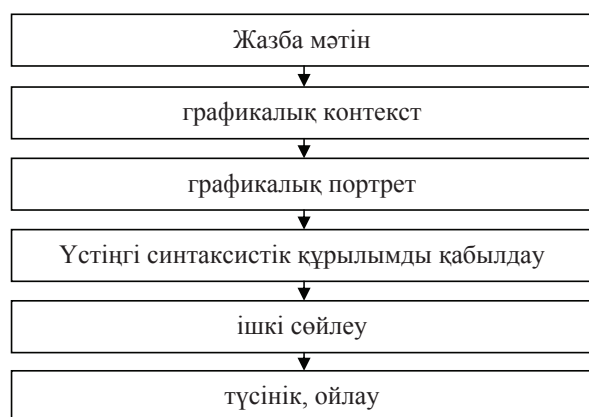 Жазба мәтін
графикалық контекст
графикалық портрет
Үстіңгі синтаксистік құрылымды қабылдау
ішкі сөйлеу
түсінік, ойлау